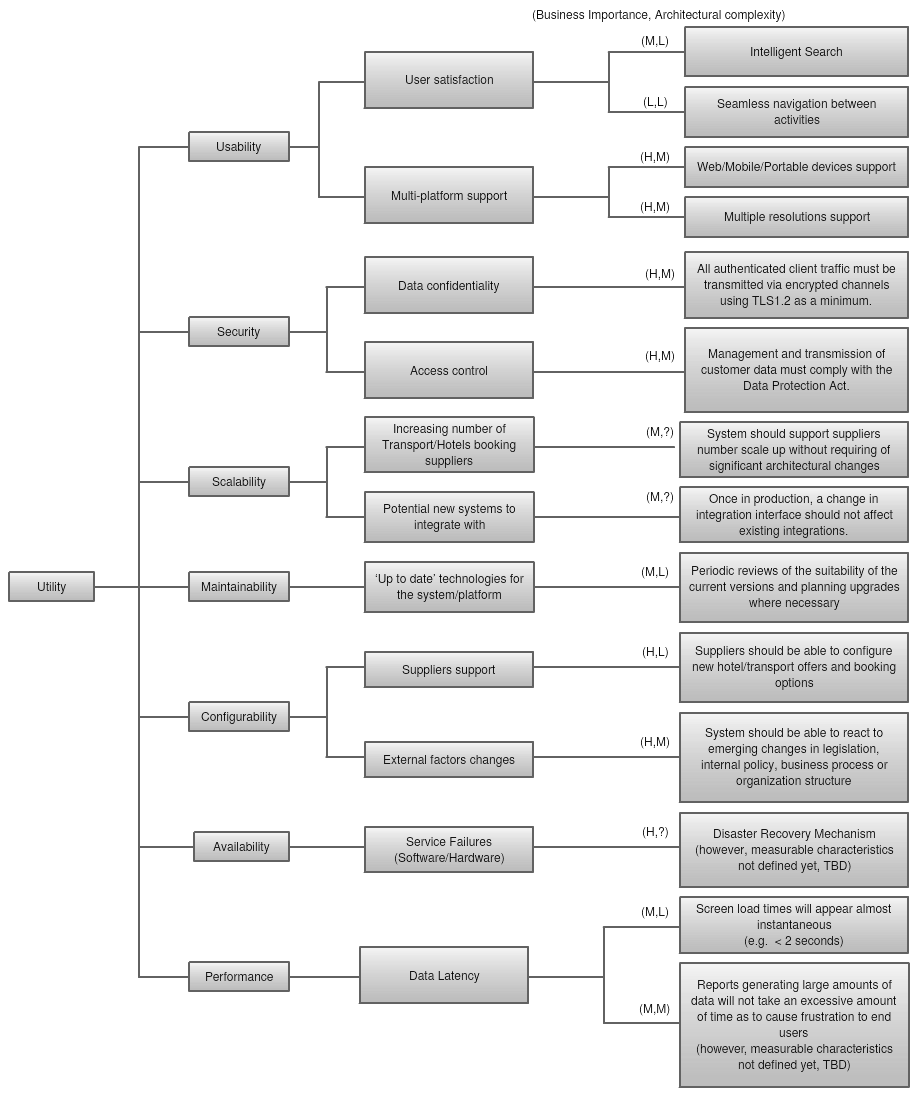 (Business Importance, Architectural complexity)
(M,L)
Intelligent Search
User satisfaction
(L,L)
Seamless navigation between
activities
Usability
(H,M)
Web/Mobile/Portable devices support
Multi-platform support
(H,M)
Multiple resolutions support
Data confidentiality
(H,M)
All authenticated client traffic must be
transmitted via encrypted channels
using TLS1.2 as a minimum.
Security
Access control
(H,M)
Management and transmission of
customer data must comply with the
Data Protection Act.
Increasing number of
Transport/Hotels booking
suppliers
(M,?)
System should support suppliers
number scale up without requiring of
significant architectural changes
Scalability
Potential new systems to
integrate with
(M,?)
Once in production, a change in
integration interface should not affect
existing integrations.
Utility
Maintainability
‘Up to date’ technologies for
the system/platform
(M,L)
Periodic reviews of the suitability of the
current versions and planning upgrades
where necessary
Suppliers support
(H,L)
Suppliers should be able to configure
new hotel/transport offers and booking
options
Configurability
External factors changes
(H,M)
System should be able to react to
emerging changes in legislation,
internal policy, business process or
organization structure
Availability
Service Failures
(Software/Hardware)
(H,?)
Disaster Recovery Mechanism
(however, measurable characteristics
not defined yet, TBD)
(M,L)
Screen load times will appear almost
instantaneous
(e.g. < 2 seconds)
Performance
Data Latency
(M,M)
Reports generating large amounts of
data will not take an excessive amount
of time as to cause frustration to end
users
(however, measurable characteristics
not defined yet, TBD)